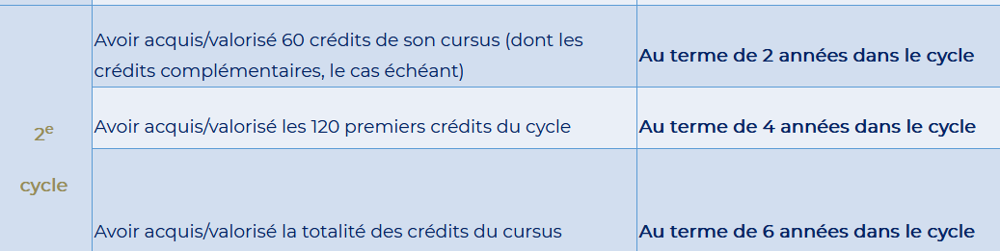 Avoir acquis/valorisé 60 crédits de son cursus (dont les
crédits complémentaires, le cas échéant)
Au terme de 2 années dans le cycle
2e
cycle
Avoir acquis/valorisé les 120 premiers crédits du cycle
Au terme de 4 années dans le cycle
Avoir acquis/valorisé la totalité des crédits du cursus
Au terme de 6 années dans le cycle